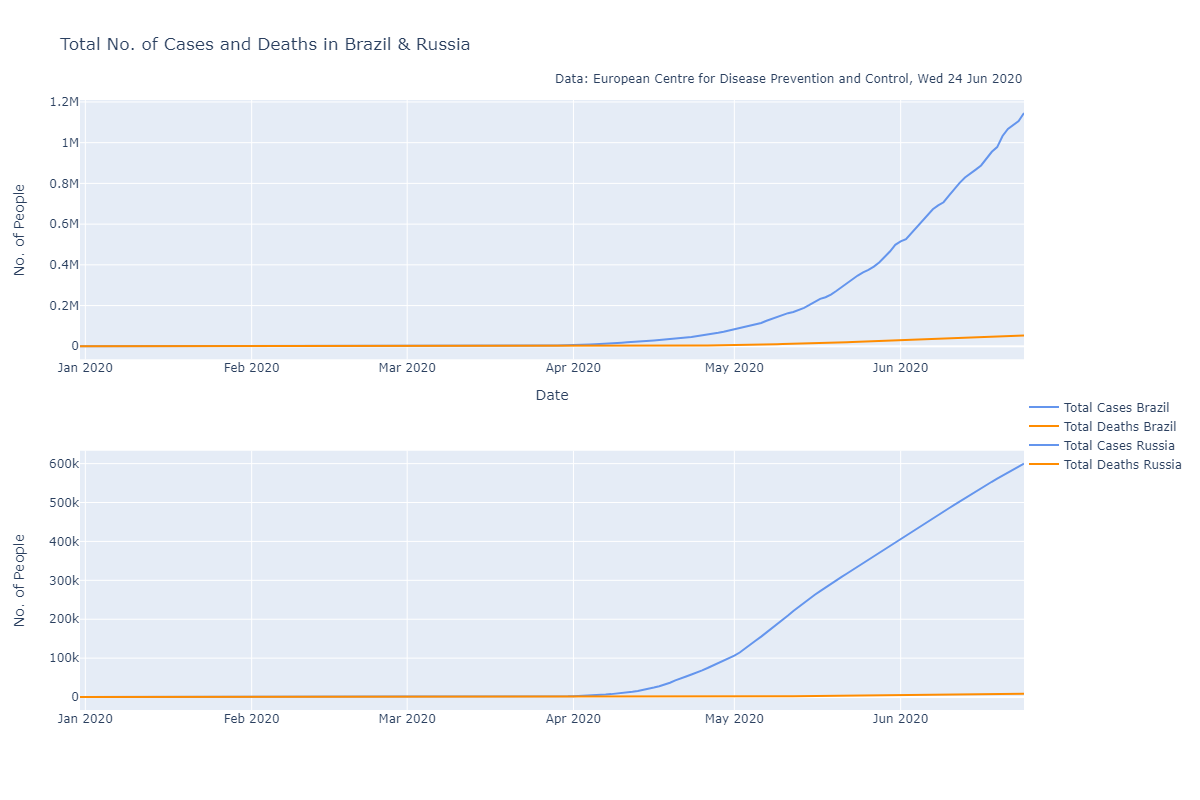 Total No. of Cases and Deaths in Brazil & Russia
Data: European Centre for Disease Prevention and Control, Wed 24 Jun 2020
1.2M
1M
0.8M
0.6M
0.4M
0.2M
0
No. of People
Jan 2020 Feb 2020 Mar 2020 Apr 2020 May 2020 Jun 2020
Date
Total Cases Brazil
Total Deaths Brazil
Total Cases Russia
Total Deaths Russia
600k
500k
400k
300k
200k
100k
0
No. of People
Jan 2020 Feb 2020 Mar 2020 Apr 2020 May 2020 Jun 2020